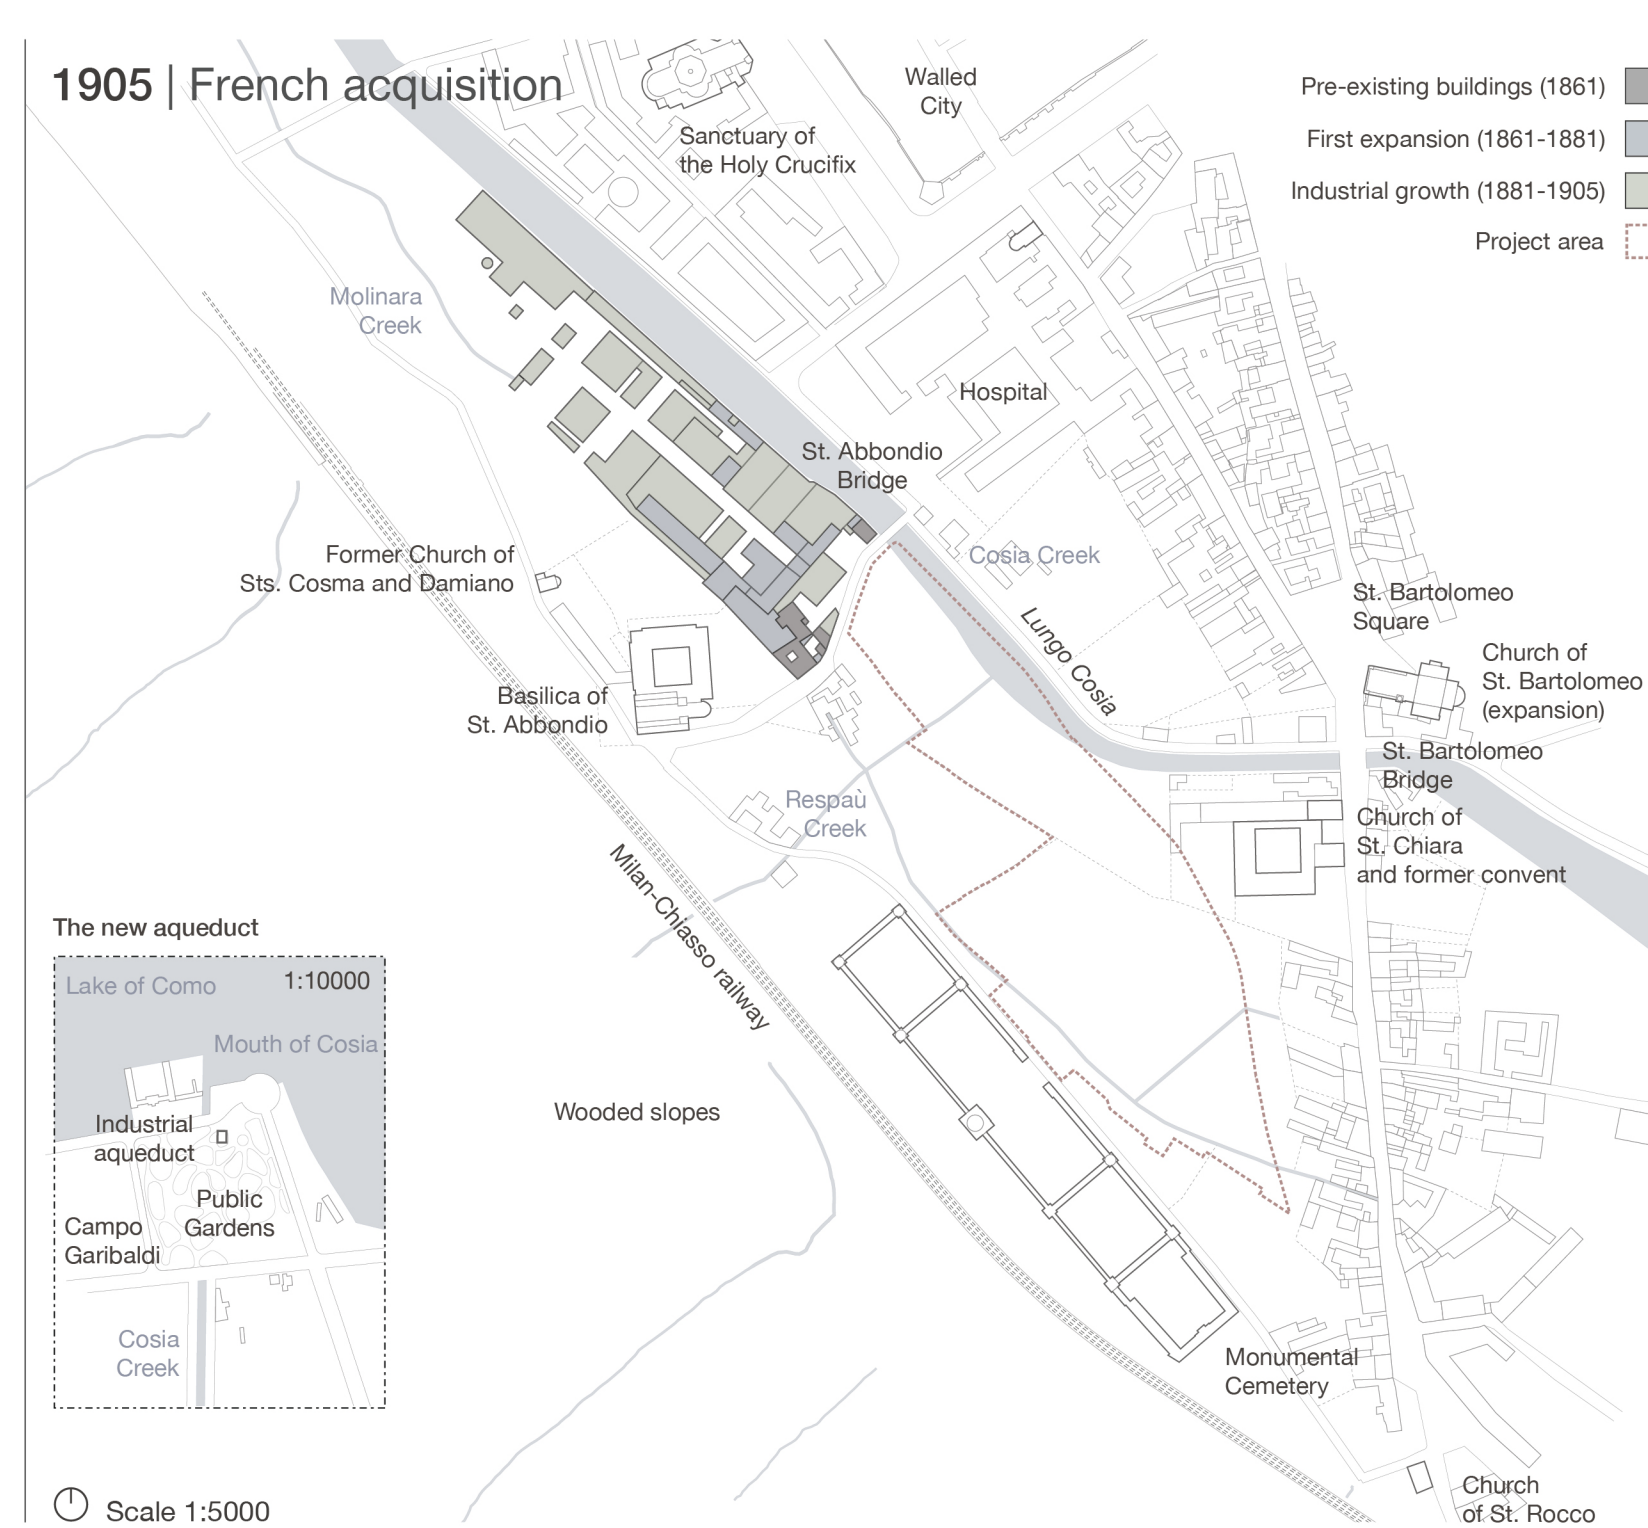 1905 | French acquisition
Walled
City
Pre-existing buildings (1861)
First expansion (1861-1881)
Industrial growth (1881-1905)
Project area
Sanctuary of
the Holy Crucifix
Molinara
Creek
Hospital
St. Abbondio
Bridge
Former Church of
Sts. Cosma and Damiano
Cosia Creek
Lungo Cosia
St. Bartolomeo
Square
Church of
St. Bartolomeo
(expansion)
Basilica of
St. Abbondio
St. Bartolomeo
Bridge
Respaù
Creek
Church of
St. Chiara
and former convent
Milan-Chiasso railway
The new aqueduct
Lake of Como
1:10000
Mouth of Cosia
Industrial
aqueduct
Public
Gardens
Campo
Garibaldi
Cosia
Creek
Wooded slopes
Monumental
Cemetery
Church
of St. Rocco
Scale 1:5000